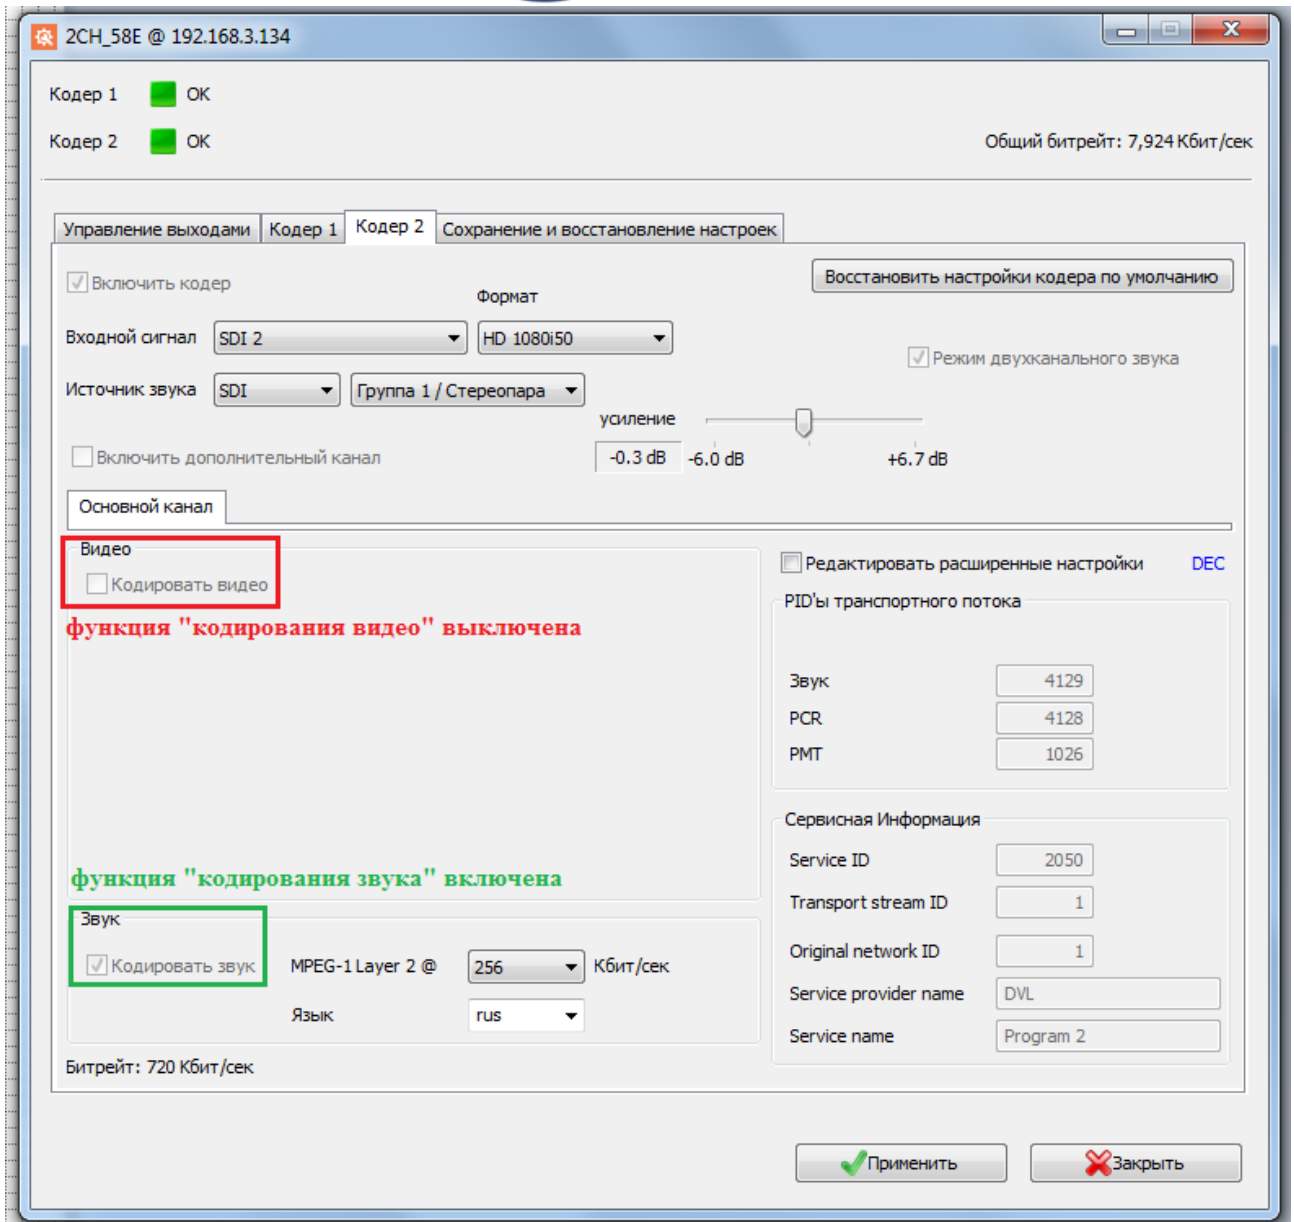 2CH_58E @ 192.168.3.134
Кодер 1 OK
Кодер 2 OK
Общий битрейт: 7,924 Кбит/сек
Управление выходами Кодер 1 Кодер 2 Сохранение и восстановление настроек
Включить кодер
Восстановить настройки кодера по умолчанию
Формат
Входной сигнал SDI 2 HD 1080i50
Режим двухканального звука
Источник звука SDI Группа 1 / Стереопара
усиление
Включить дополнительный канал
-0.3 dB -6.0 dB +6.7 dB
Основной канал
Видео
Кодировать видео
функция "кодирования видео" выключена
функция "кодирования звука" включена
Звук
Кодировать звук MPEG-1 Layer 2 @ 256 Кбит/сек
Язык rus
Битрейт: 720 Кбит/сек
Редактировать расширенные настройки DEC
PID'ы транспортного потока
Звук 4129
PCR 4128
PMT 1026
Сервисная Информация
Service ID 2050
Transport stream ID 1
Original network ID 1
Service provider name DVL
Service name Program 2
Применить Закрыть